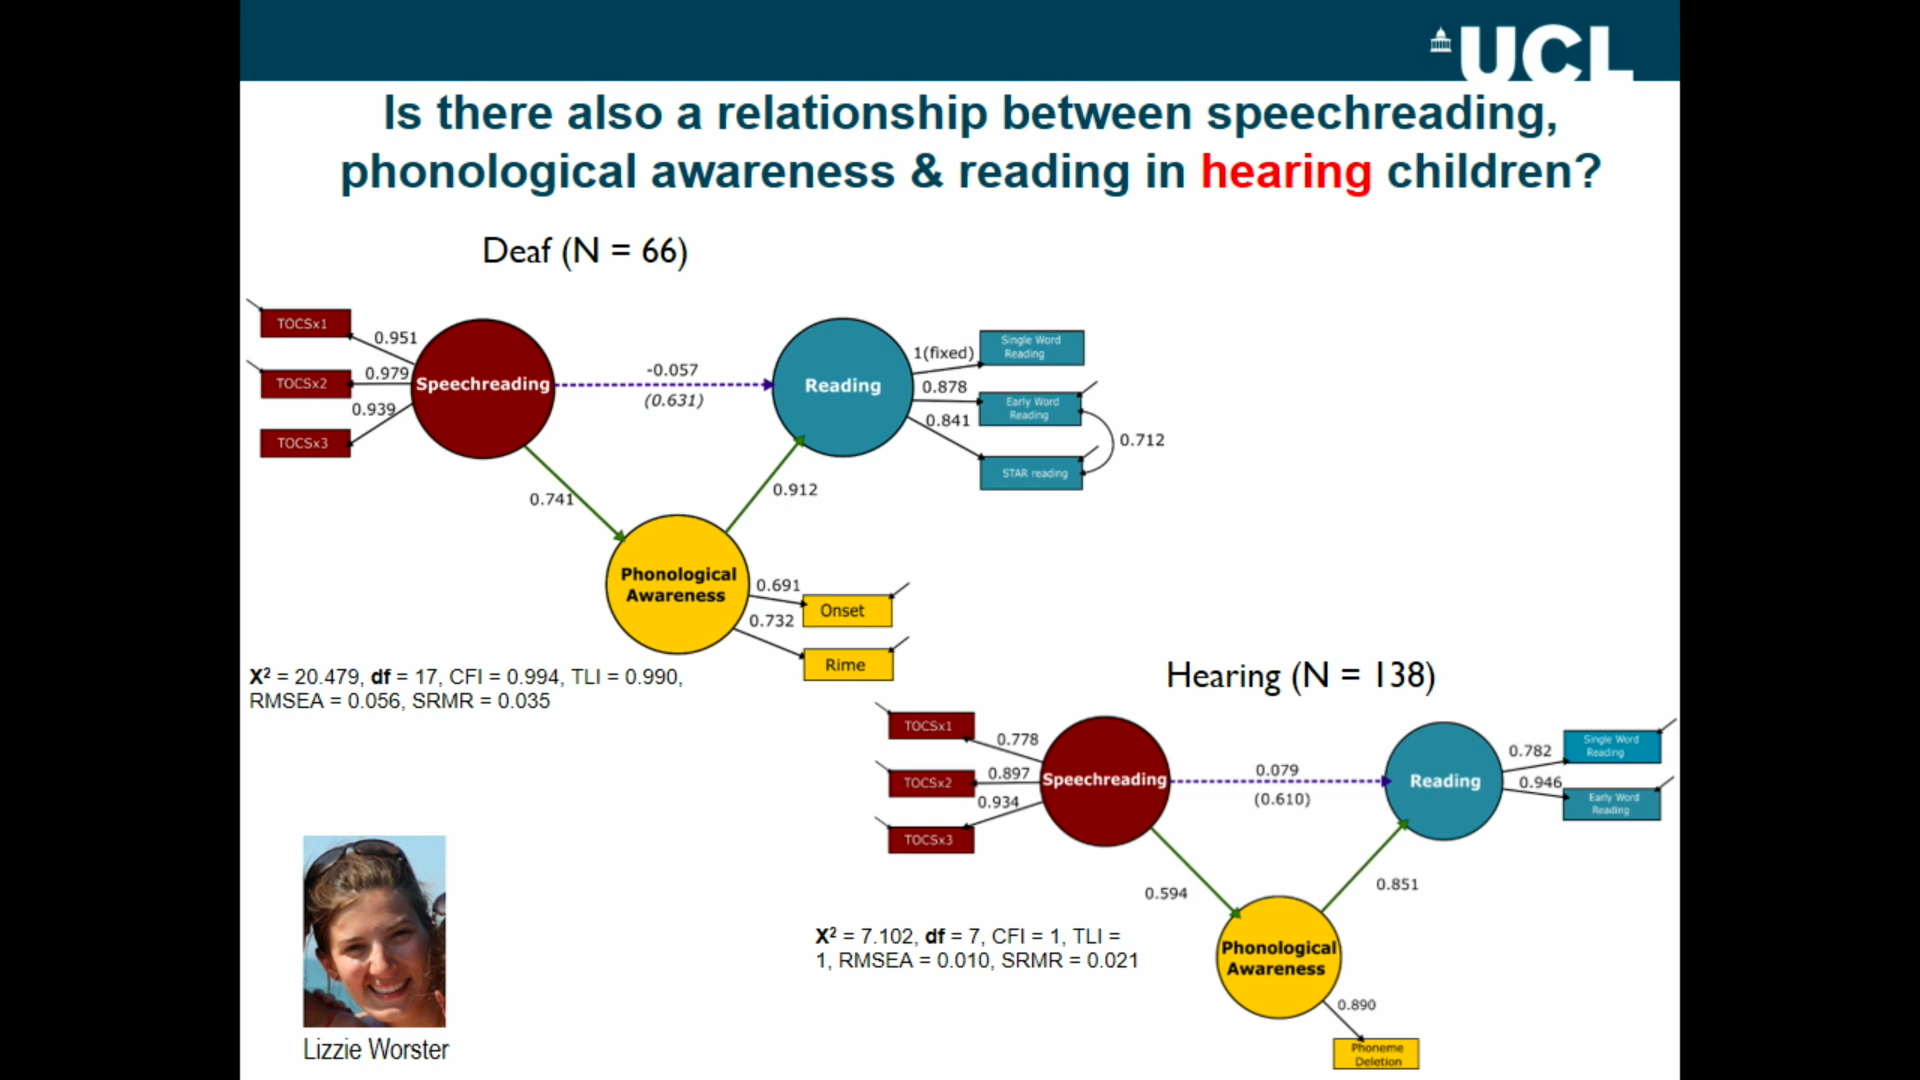 UCL
Is there also a relationship between speechreading,
phonological awareness & reading in hearing children?
Deaf (N = 66)
TOCSx1
0.951
TOCSx2
0.979
TOCSx3
0.939
Speechreading
-0.057
(0.631)
Reading
1(fixed)
Single Word
Reading
0.878
Early Word
Reading
0.841
STAR reading
0.712
0.741
0.912
Phonological
Awareness
0.691
Onset
0.732
Rime
X² = 20.479, df = 17, CFI = 0.994, TLI = 0.990,
RMSEA = 0.056, SRMR = 0.035
Hearing (N = 138)
TOCSx1
0.778
TOCSx2
0.897
TOCSx3
0.934
Speechreading
0.079
(0.610)
Reading
0.782
Single Word
Reading
0.946
Early Word
Reading
0.594
0.851
Phonological
Awareness
0.890
Phoneme
Deletion
X² = 7.102, df = 7, CFI = 1, TLI =
1, RMSEA = 0.010, SRMR = 0.021
Lizzie Worster